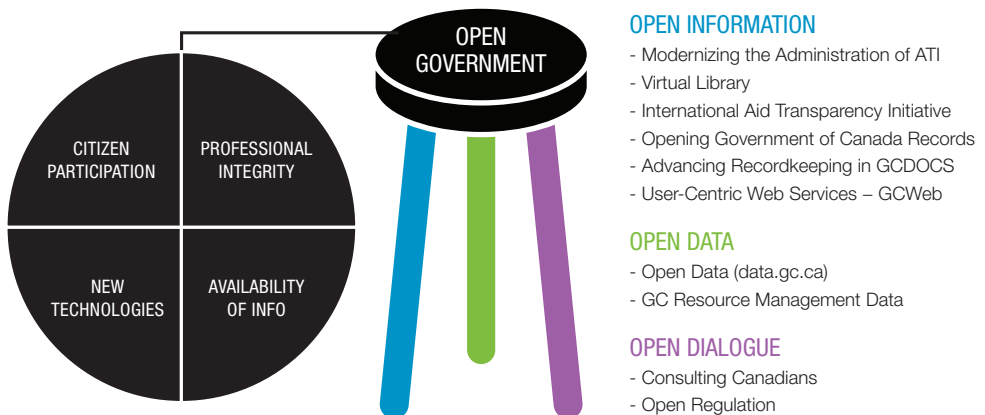 OPEN
GOVERNMENT
CITIZEN
PARTICIPATION
PROFESSIONAL
INTEGRITY
NEW
TECHNOLOGIES
AVAILABILITY
OF INFO
OPEN INFORMATION
- Modernizing the Administration of ATI
- Virtual Library
- International Aid Transparency Initiative
- Opening Government of Canada Records
- Advancing Recordkeeping in GCDOCS
- User-Centric Web Services – GCWeb
OPEN DATA
- Open Data (data.gc.ca)
- GC Resource Management Data
OPEN DIALOGUE
- Consulting Canadians
- Open Regulation